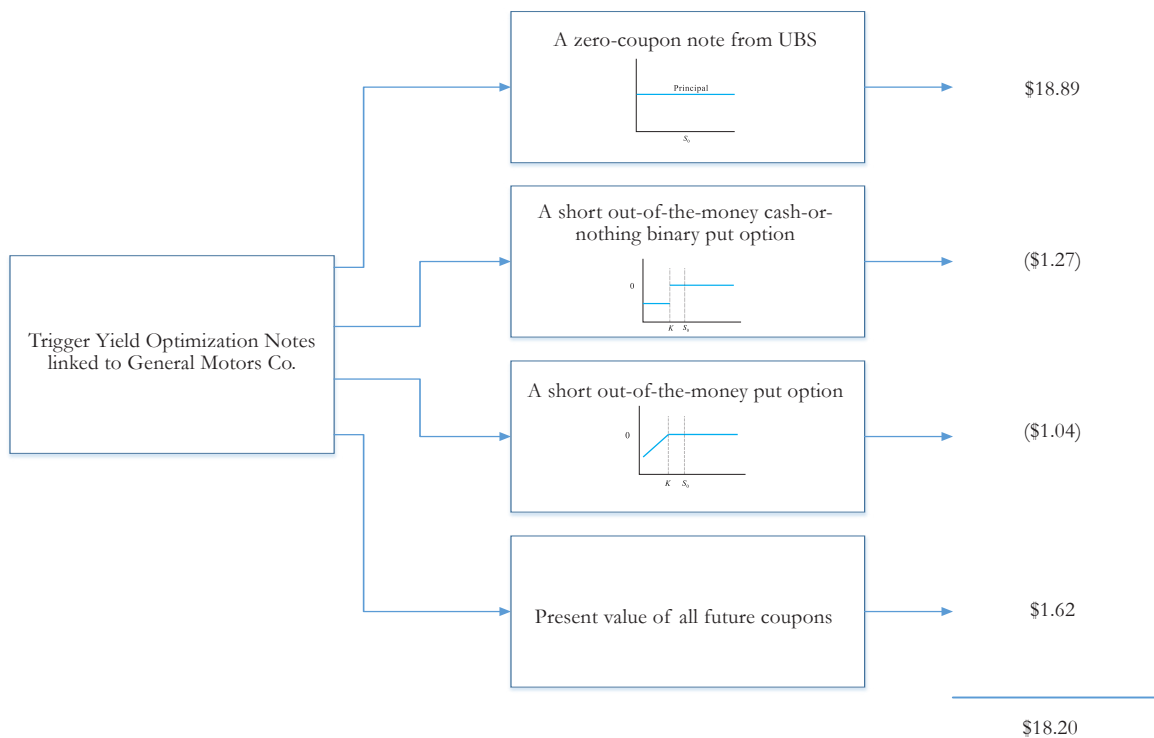 A zero-coupon note from UBS
Principal
S0
$18.89
A short out-of-the-money cash-or-
nothing binary put option
0
K S0
($1.27)
Trigger Yield Optimization Notes
linked to General Motors Co.
A short out-of-the-money put option
0
K S0
($1.04)
Present value of all future coupons
$1.62
$18.20